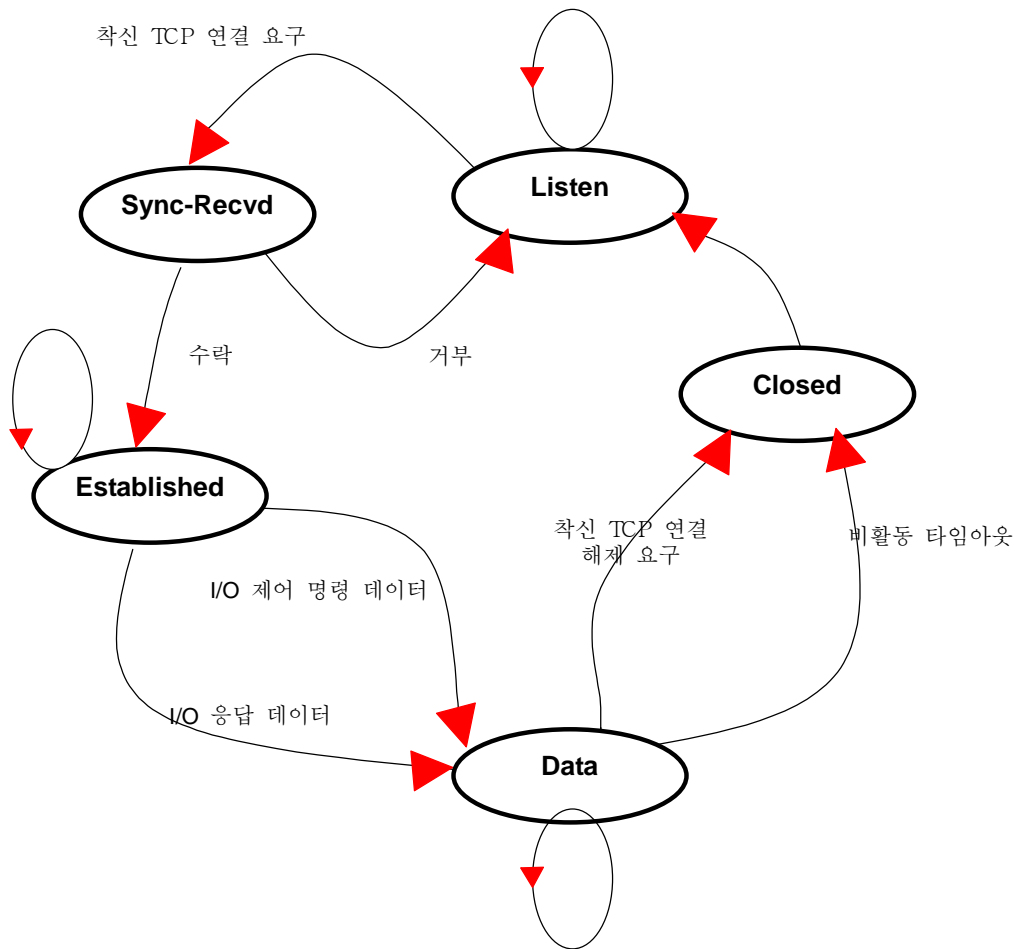 착신 TCP 연결 요구
Listen
Sync-Recvd
수락
거부
Closed
Established
착신 TCP 연결
해제 요구
비활동 타임아웃
I/O 제어 명령 데이터
I/O 응답 데이터
Data